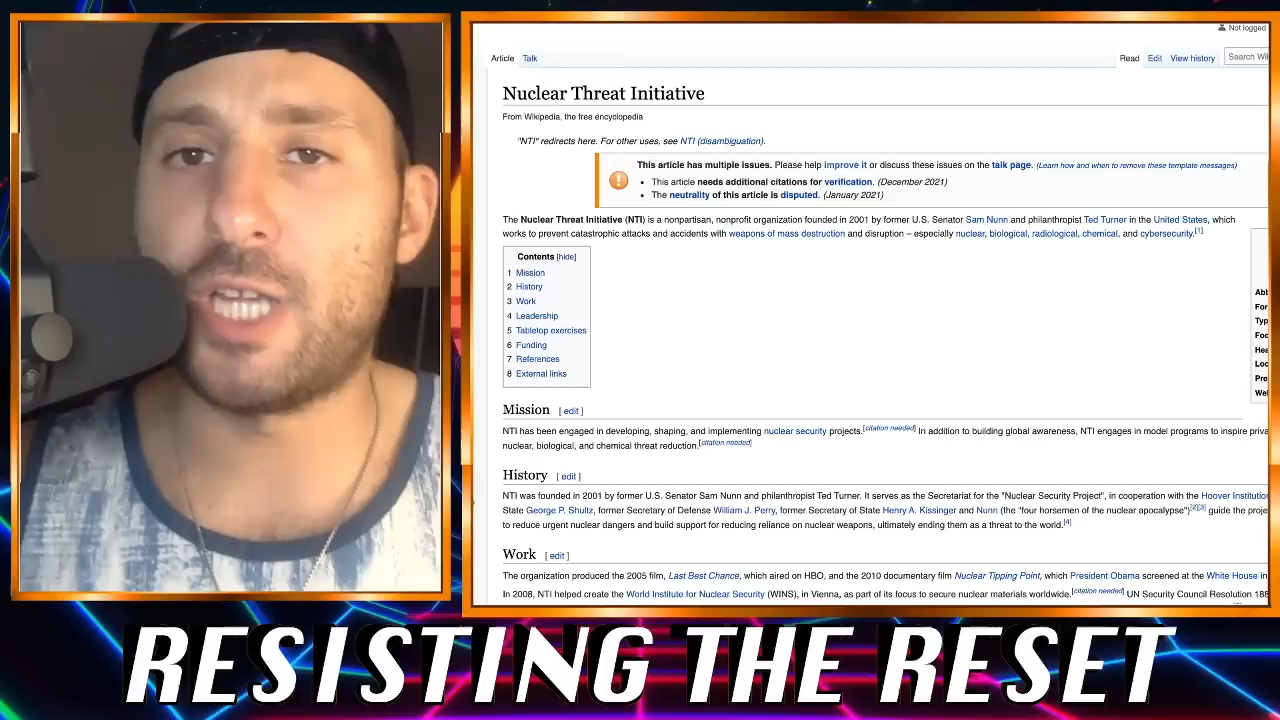 Not logged
Article Talk
Read Edit View history
Search Wi
Nuclear Threat Initiative
From Wikipedia, the free encyclopedia
"NTI" redirects here. For other uses, see NTI (disambiguation).
This article has multiple issues. Please help improve it or discuss these issues on the talk page. (Learn how and when to remove these template messages)
• This article needs additional citations for verification. (December 2021)
• The neutrality of this article is disputed. (January 2021)
The Nuclear Threat Initiative (NTI) is a nonpartisan, nonprofit organization founded in 2001 by former U.S. Senator Sam Nunn and philanthropist Ted Turner in the United States, which
works to prevent catastrophic attacks and accidents with weapons of mass destruction and disruption – especially nuclear, biological, radiological, chemical, and cybersecurity.[1]
Contents [hide]
1 Mission
2 History
3 Work
4 Leadership
5 Tabletop exercises
6 Funding
7 References
8 External links
Abb
For
Typ
Foc
Hea
Loc
Pre
Wel
Mission [ edit ]
NTI has been engaged in developing, shaping, and implementing nuclear security projects.[citation needed] In addition to building global awareness, NTI engages in model programs to inspire priva
nuclear, biological, and chemical threat reduction.[citation needed]
History [ edit ]
NTI was founded in 2001 by former U.S. Senator Sam Nunn and philanthropist Ted Turner. It serves as the Secretariat for the "Nuclear Security Project", in cooperation with the Hoover Institution
State George P. Shultz, former Secretary of Defense William J. Perry, former Secretary of State Henry A. Kissinger and Nunn (the "four horsemen of the nuclear apocalypse")[2][3] guide the proje
to reduce urgent nuclear dangers and build support for reducing reliance on nuclear weapons, ultimately ending them as a threat to the world.[4]
Work [ edit ]
The organization produced the 2005 film, Last Best Chance, which aired on HBO, and the 2010 documentary film Nuclear Tipping Point, which President Obama screened at the White House in
In 2008, NTI helped create the World Institute for Nuclear Security (WINS), in Vienna, as part of its focus to secure nuclear materials worldwide.[citation needed] UN Security Council Resolution 188
RESISTING THE RESET